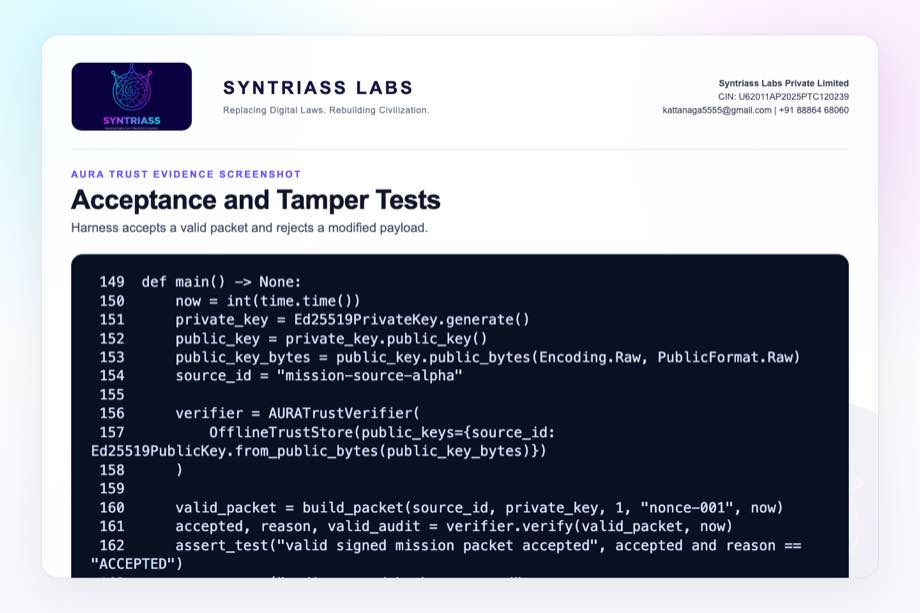 SYNTRIASS
SYNTRIASS LABS
Replacing Digital Laws. Rebuilding Civilization.
Syntriass Labs Private Limited
CIN: U62011AP2025PTC120239
kattanaga5555@gmail.com | +91 88864 68060
AURA TRUST EVIDENCE SCREENSHOT
Acceptance and Tamper Tests
Harness accepts a valid packet and rejects a modified payload.
149 def main() -> None:
150     now = int(time.time())
151     private_key = Ed25519PrivateKey.generate()
152     public_key = private_key.public_key()
153     public_key_bytes = public_key.public_bytes(Encoding.Raw, PublicFormat.Raw)
154     source_id = "mission-source-alpha"
155
156     verifier = AURATrustVerifier(
157         OfflineTrustStore(public_keys={source_id:
Ed25519PublicKey.from_public_bytes(public_key_bytes)})
158     )
159
160     valid_packet = build_packet(source_id, private_key, 1, "nonce-001", now)
161     accepted, reason, valid_audit = verifier.verify(valid_packet, now)
162     assert_test("valid signed mission packet accepted", accepted and reason ==
"ACCEPTED")